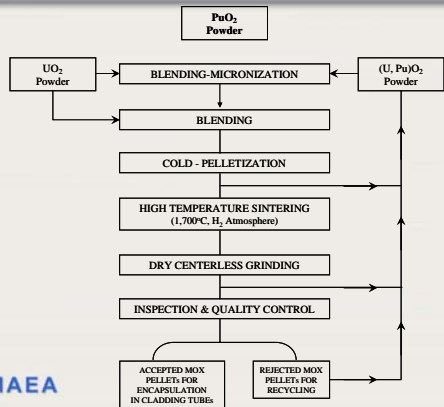 PuO₂
Powder
UO₂
Powder
BLENDING-MICRONIZATION
(U, Pu)O₂
Powder
BLENDING
COLD - PELLETIZATION
HIGH TEMPERATURE SINTERING
(1,700ºC, H₂ Atmosphere)
DRY CENTERLESS GRINDING
INSPECTION & QUALITY CONTROL
ACCEPTED MOX
PELLETs FOR
ENCAPSULATION
IN CLADDING TUBEs
REJECTED MOX
PELLETs FOR
RECYCLING
IAEA